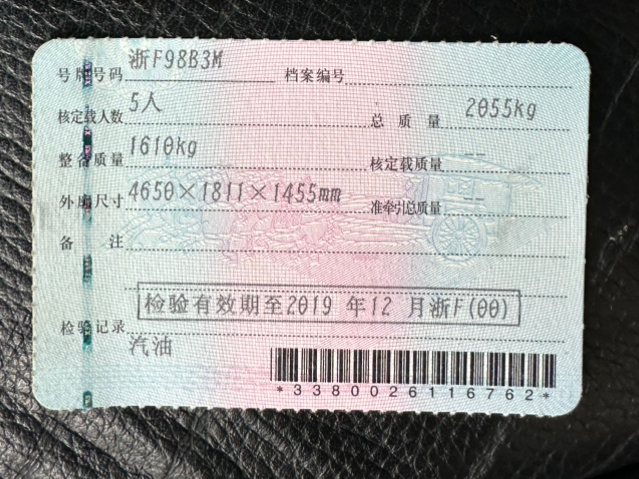 号牌号码 浙F98B3M 档案编号
核定载人数 5人 总质量 2055kg
整备质量 1610kg 核定载质量
外廓尺寸 4650×1811×1455mm 准牵引总质量
备注
检验有效期至2019 年12 月浙F(00)
检验记录
汽油
*3380026116762*